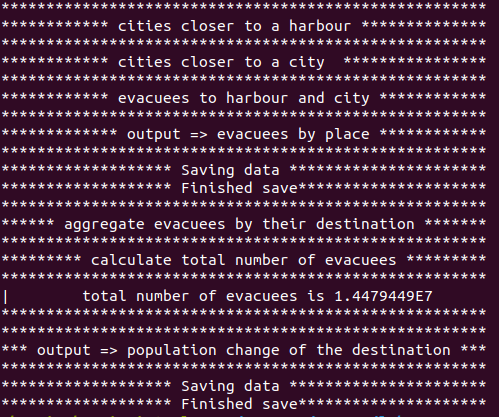 ******************************************************
************ cities closer to a harbour **************
******************************************************
************ cities closer to a city  ****************
******************************************************
************ evacuees to harbour and city ************
******************************************************
************* output => evacuees by place ************
******************************************************
******************* Saving data **********************
******************* Finished save*********************
******************************************************
****** aggregate evacuees by their destination *******
******************************************************
********* calculate total number of evacuees *********
******************************************************
|        total number of evacuees is 1.4479449E7
******************************************************
******************************************************
*** output => population change of the destination ***
******************************************************
******************* Saving data **********************
******************* Finished save*********************